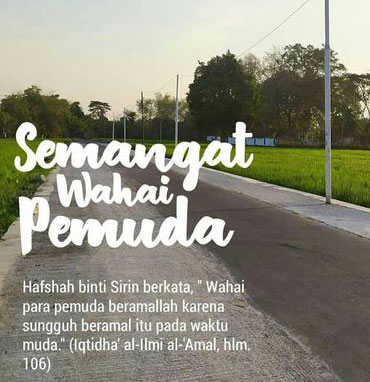 Semangat
Wahai
Pemuda
Hafshah binti Sirin berkata, " Wahai
para pemuda beramallah karena
sungguh beramal itu pada waktu
muda." (Iqtidha' al-Ilmi al-'Amal, hlm.
106)